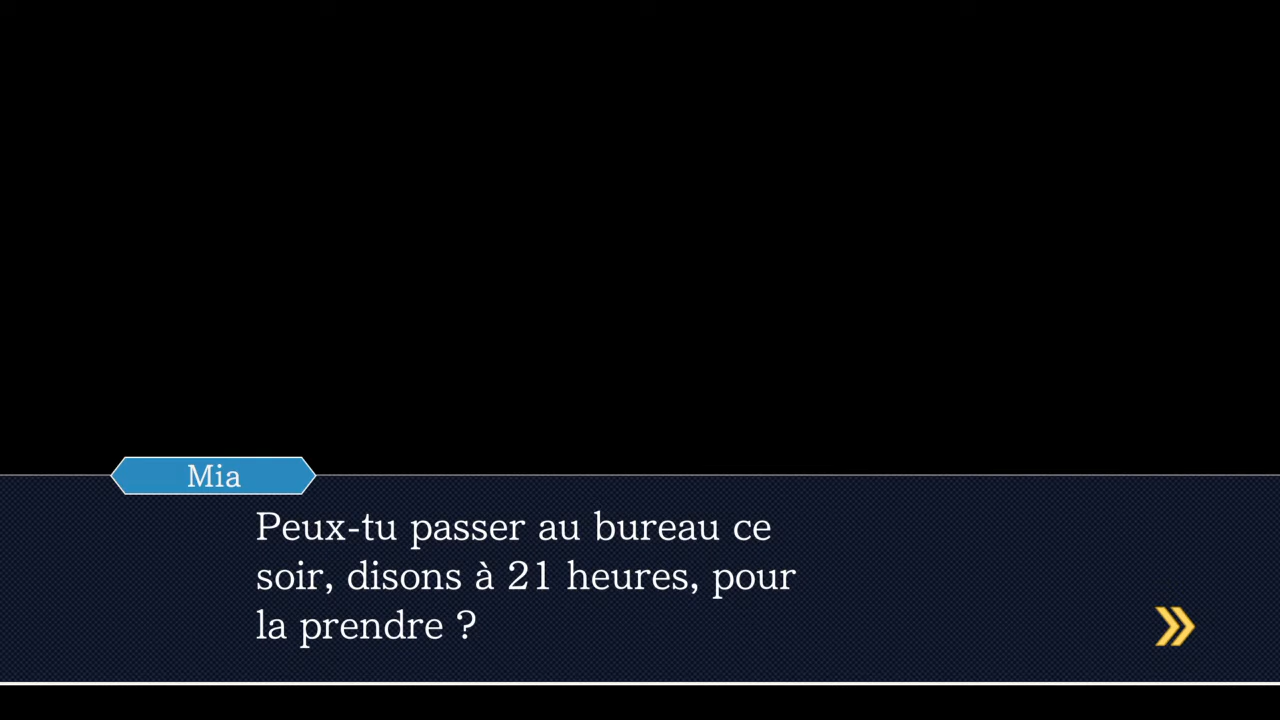 Mia
Peux-tu passer au bureau ce
soir, disons à 21 heures, pour
la prendre ?